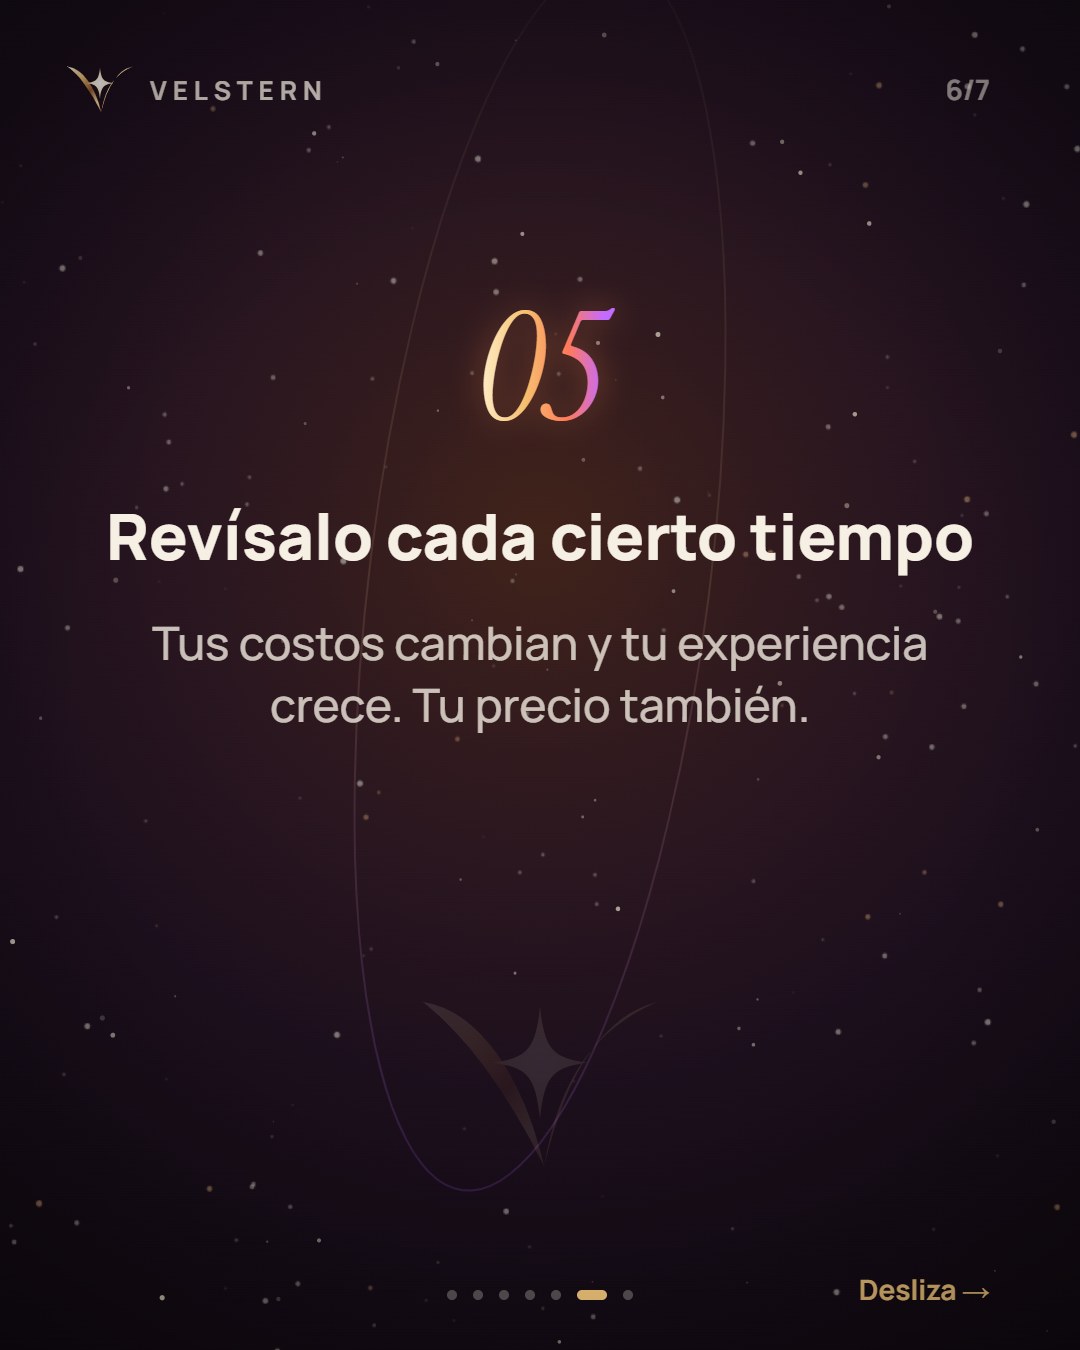 VELSTERN
6/7
05
Revísalo cada cierto tiempo
Tus costos cambian y tu experiencia
crece. Tu precio también.
Desliza→